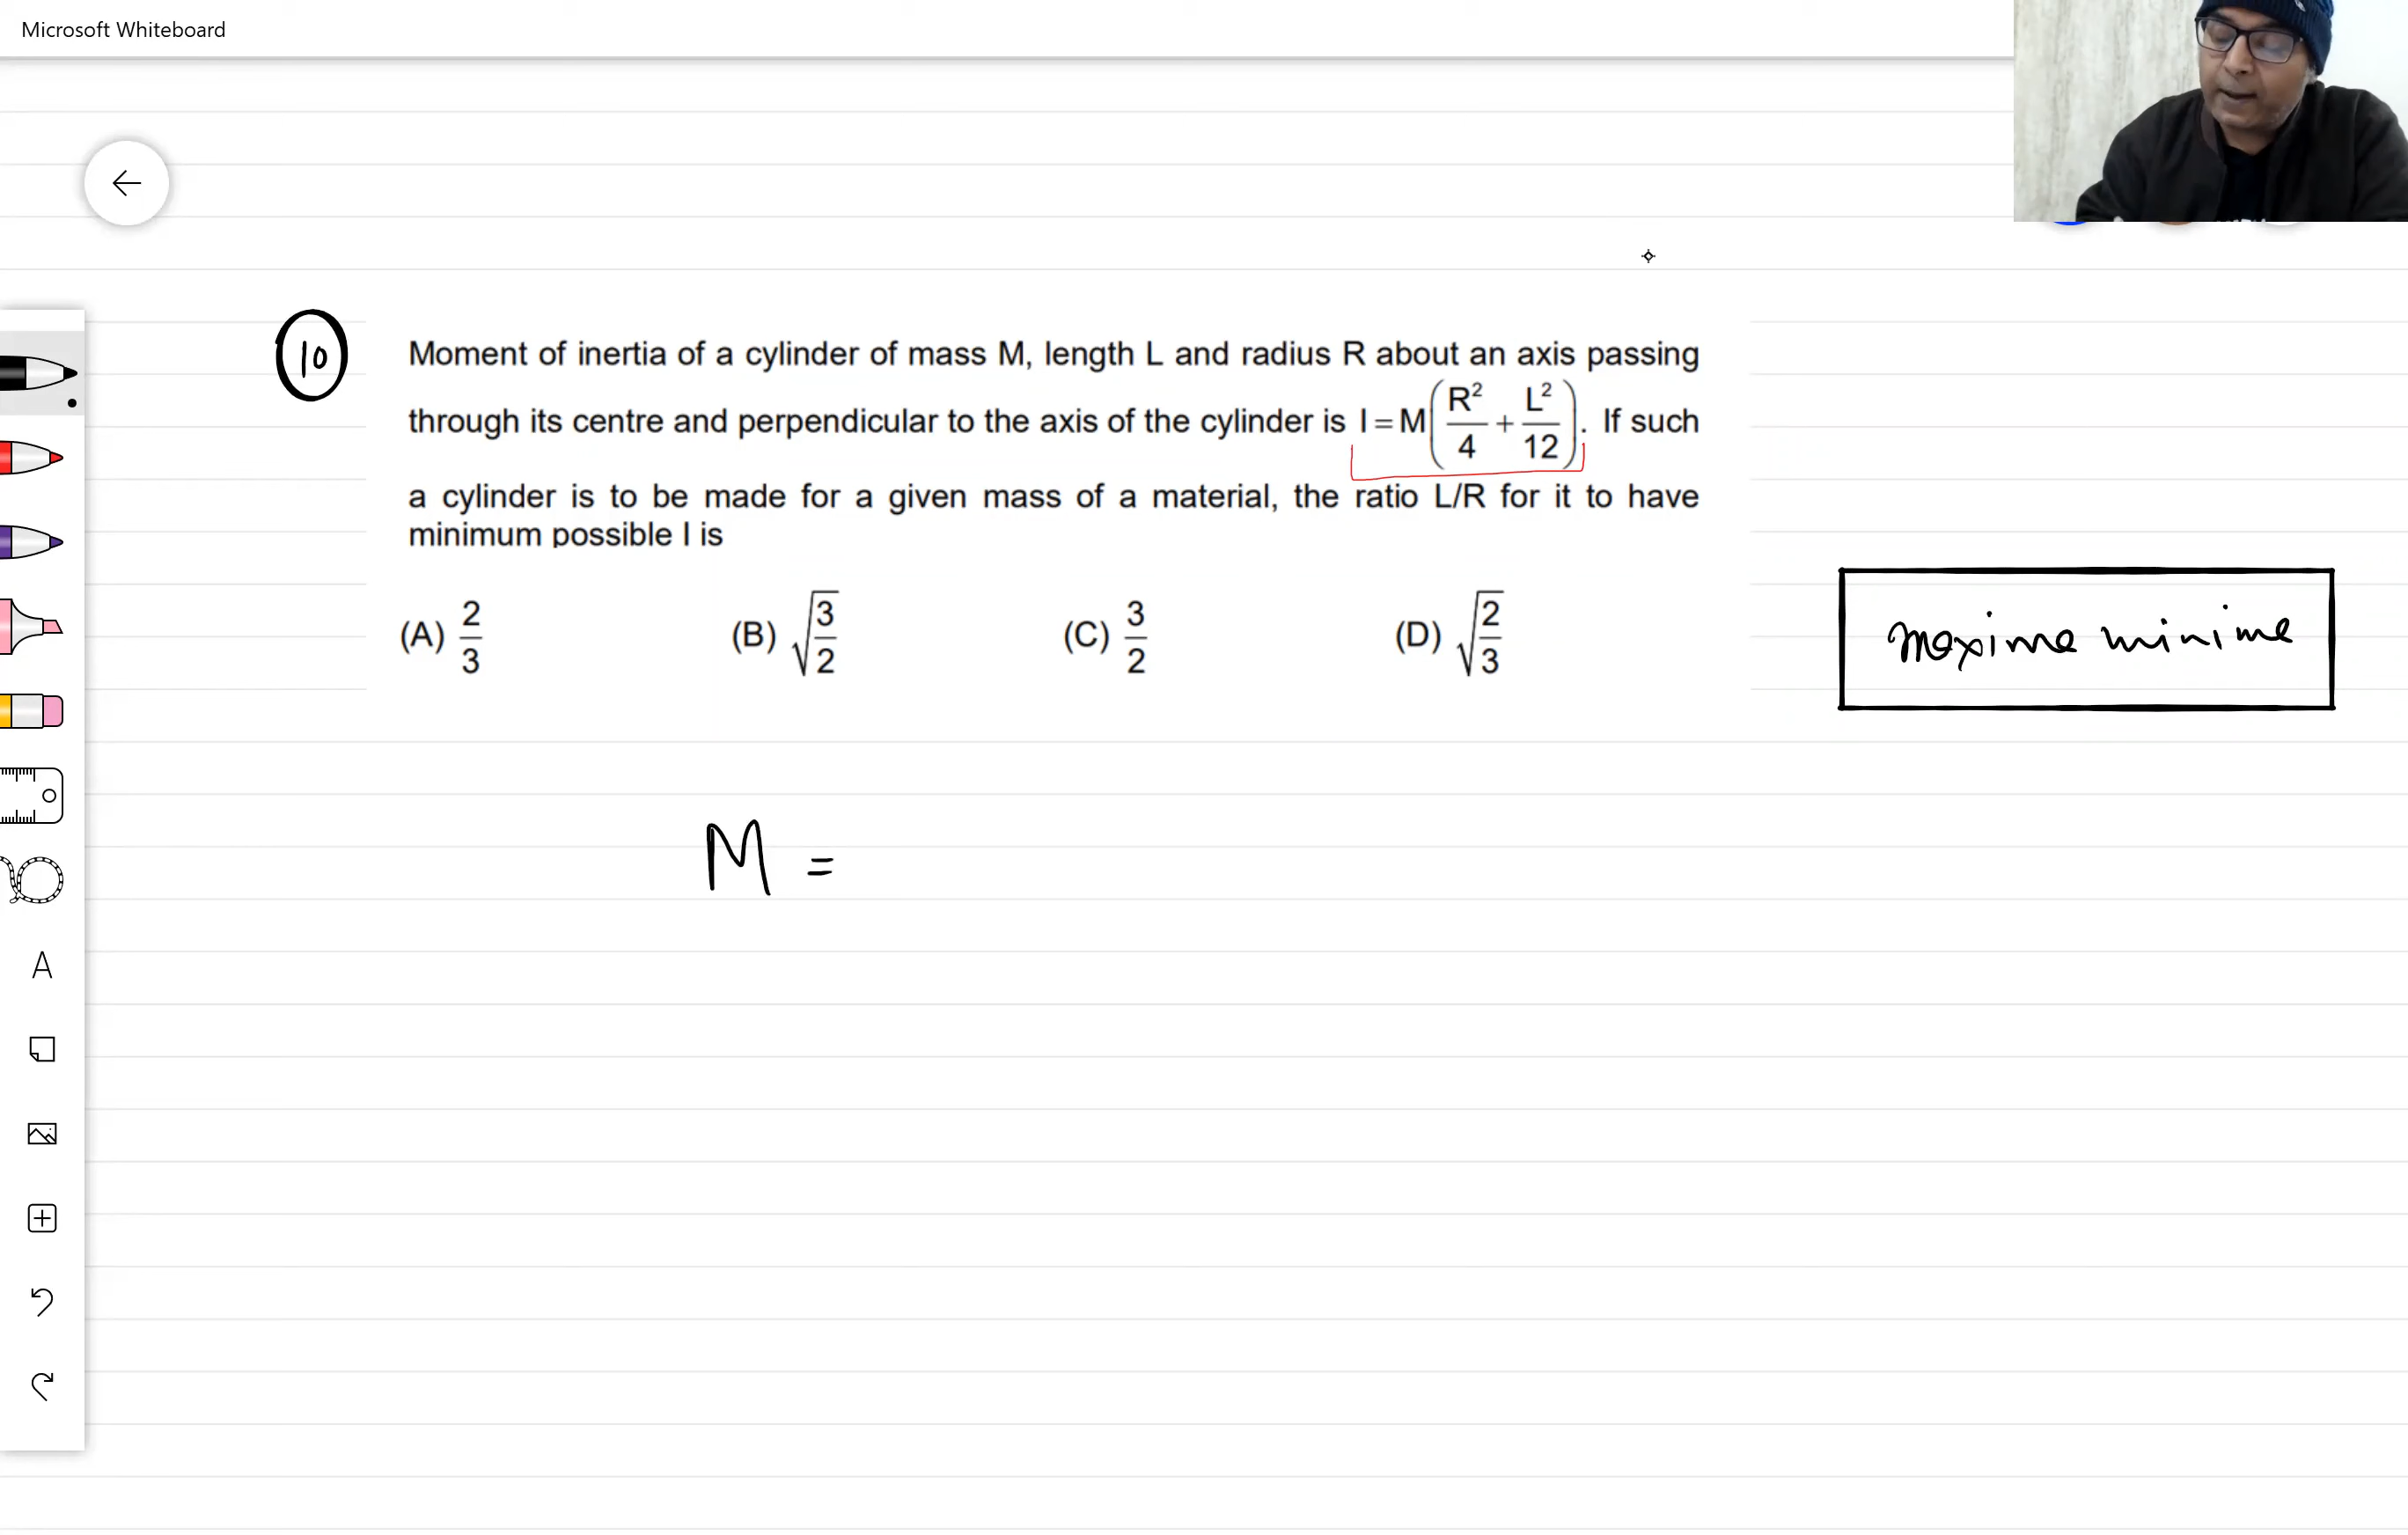 Microsoft Whiteboard
10
Moment of inertia of a cylinder of mass M, length L and radius R about an axis passing
through its centre and perpendicular to the axis of the cylinder is I = M(R²/4 + L²/12). If such
a cylinder is to be made for a given mass of a material, the ratio L/R for it to have
minimum possible I is
(A) 2/3 (B) √(3/2) (C) 3/2 (D) √(2/3)
maxima minima
M =
A